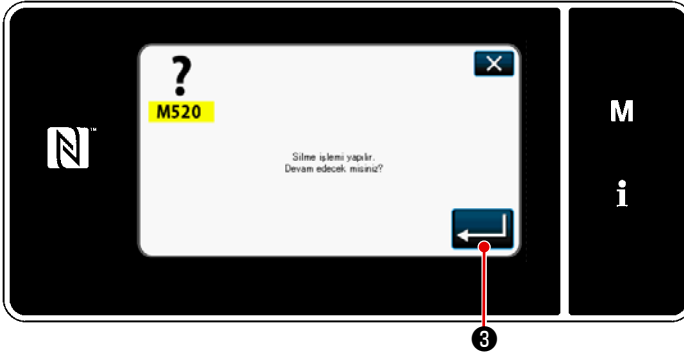 ?
M520
Silme işlemi yapılır.
Devam edecek misiniz?
N
M
i
3